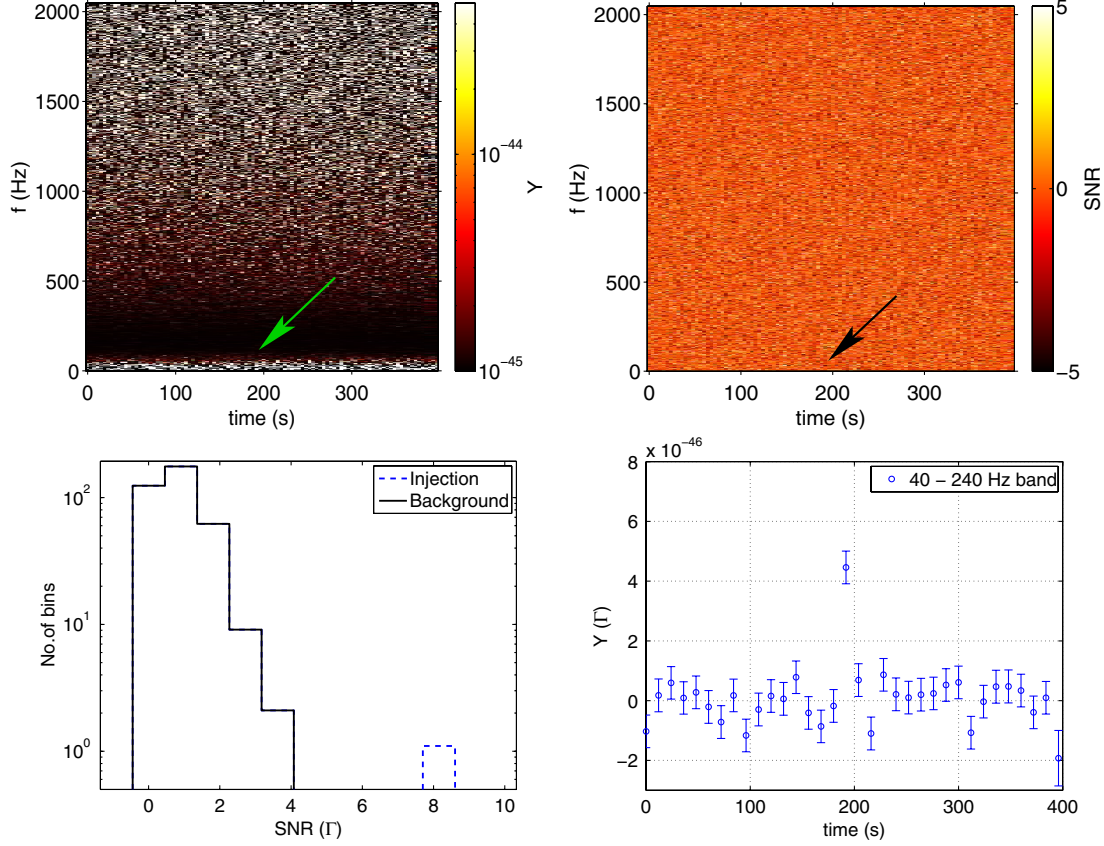 2000
1500
1000
500
0
f (Hz)
0 100 200 300
time (s)
10^-44
10^-45
Y
2000
1500
1000
500
0
f (Hz)
0 100 200 300
time (s)
5
0
−5
SNR
Injection
Background
10^2
10^1
10^0
No.of bins
0 2 4 6 8 10
SNR (Γ)
x 10^-46
40 − 240 Hz band
8
6
4
2
0
−2
Y (Γ)
0 100 200 300 400
time (s)